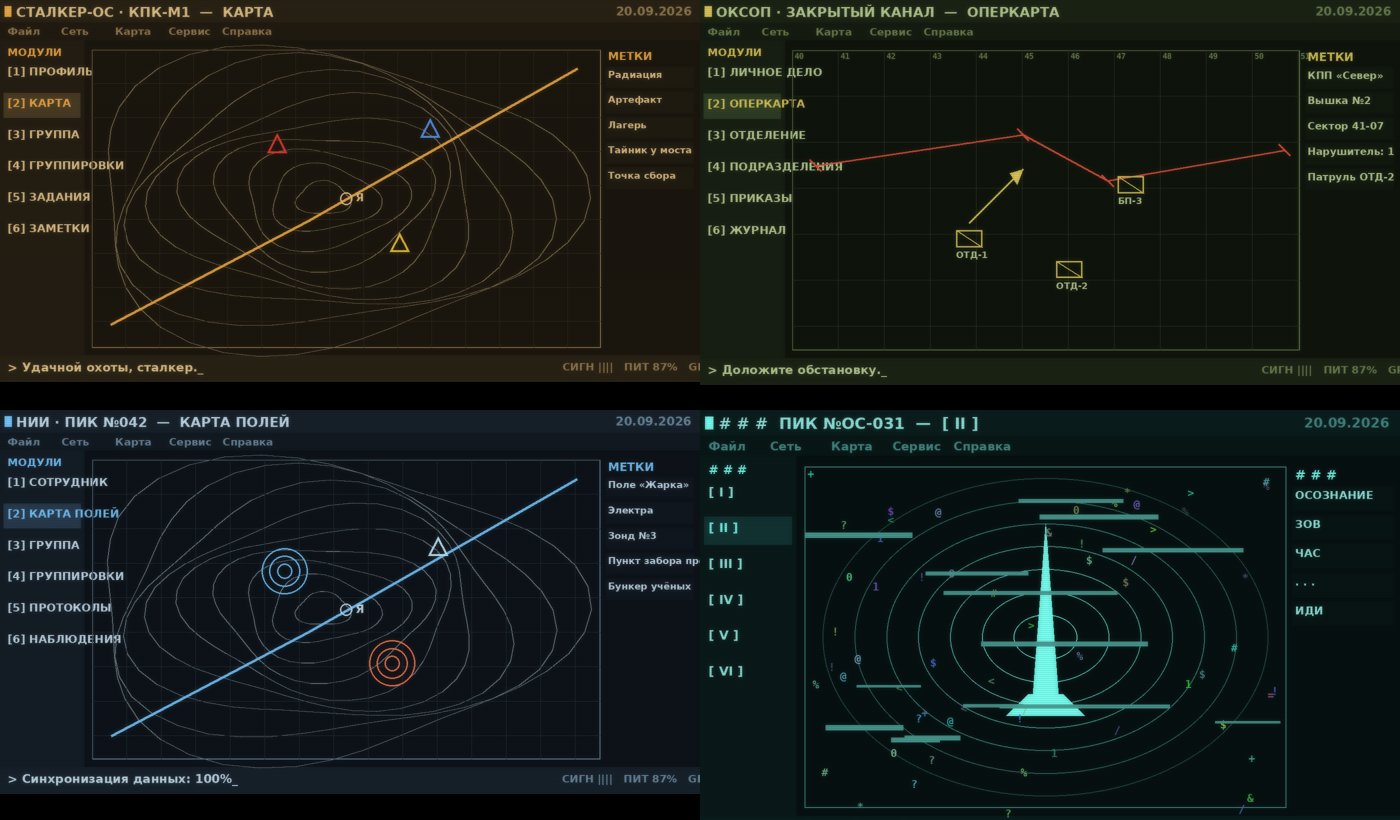 СТАЛКЕР-ОС · КПК-М1 — КАРТА
20.09.2026
Файл Сеть Карта Сервис Справка
МОДУЛИ
[1] ПРОФИЛЬ
[2] КАРТА
[3] ГРУППА
[4] ГРУППИРОВКИ
[5] ЗАДАНИЯ
[6] ЗАМЕТКИ
Я
МЕТКИ
Радиация
Артефакт
Лагерь
Тайник у моста
Точка сбора
> Удачной охоты, сталкер._
СИГН |||| ПИТ 87%
ОКСОП · ЗАКРЫТЫЙ КАНАЛ — ОПЕРКАРТА
20.09.2026
Файл Сеть Карта Сервис Справка
МОДУЛИ
[1] ЛИЧНОЕ ДЕЛО
[2] ОПЕРКАРТА
[3] ОТДЕЛЕНИЕ
[4] ПОДРАЗДЕЛЕНИЯ
[5] ПРИКАЗЫ
[6] ЖУРНАЛ
40 41 42 43 44 45 46 47 48 49 50
БП-3
ОТД-1
ОТД-2
МЕТКИ
КПП «Север»
Вышка №2
Сектор 41-07
Нарушитель: 1
Патруль ОТД-2
> Доложите обстановку._
СИГН |||| ПИТ 87%
НИИ · ПИК №042 — КАРТА ПОЛЕЙ
20.09.2026
Файл Сеть Карта Сервис Справка
МОДУЛИ
[1] СОТРУДНИК
[2] КАРТА ПОЛЕЙ
[3] ГРУППА
[4] ГРУППИРОВКИ
[5] ПРОТОКОЛЫ
[6] НАБЛЮДЕНИЯ
Я
МЕТКИ
Поле «Жарка»
Электра
Зонд №3
Пункт забора пр
Бункер учёных
> Синхронизация данных: 100%_
СИГН |||| ПИТ 87%
# # # ПИК №ОС-031 — [ II ]
20.09.2026
Файл Сеть Карта Сервис Справка
# # #
[ I ]
[ II ]
[ III ]
[ IV ]
[ V ]
[ VI ]
# # #
ОСОЗНАНИЕ
ЗОВ
ЧАС
. . .
ИДИ